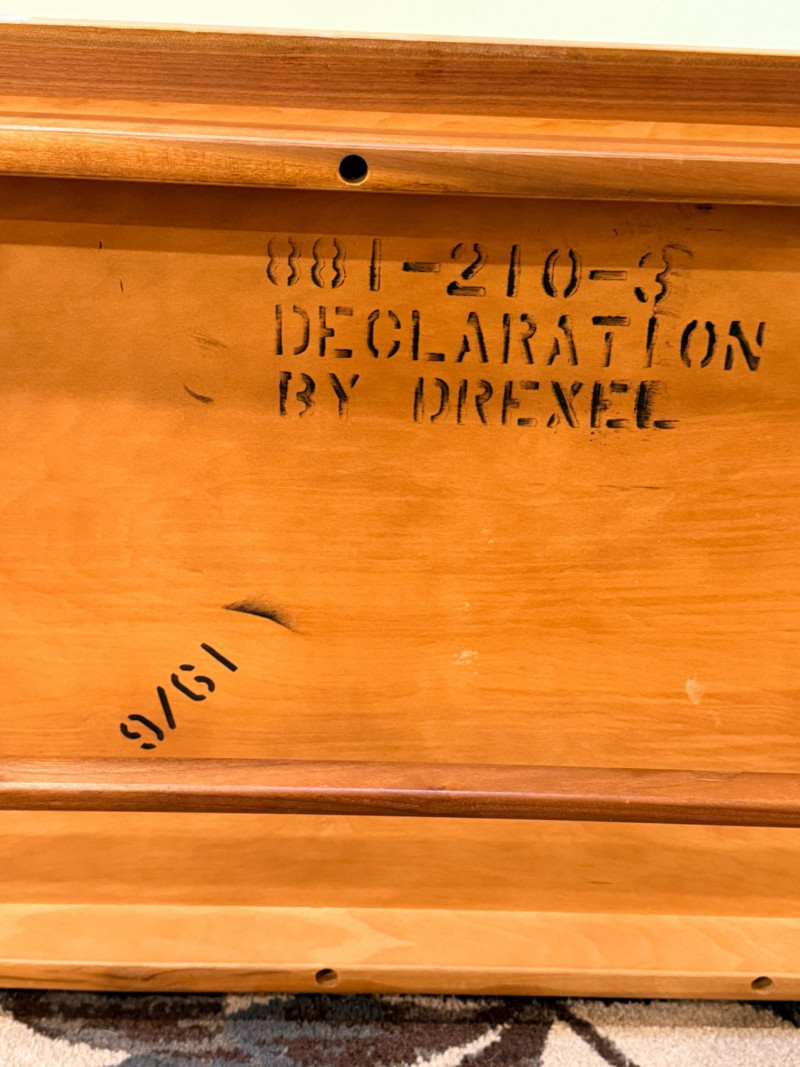 881-210-3
DECLARATION
BY DREXEL
9/61